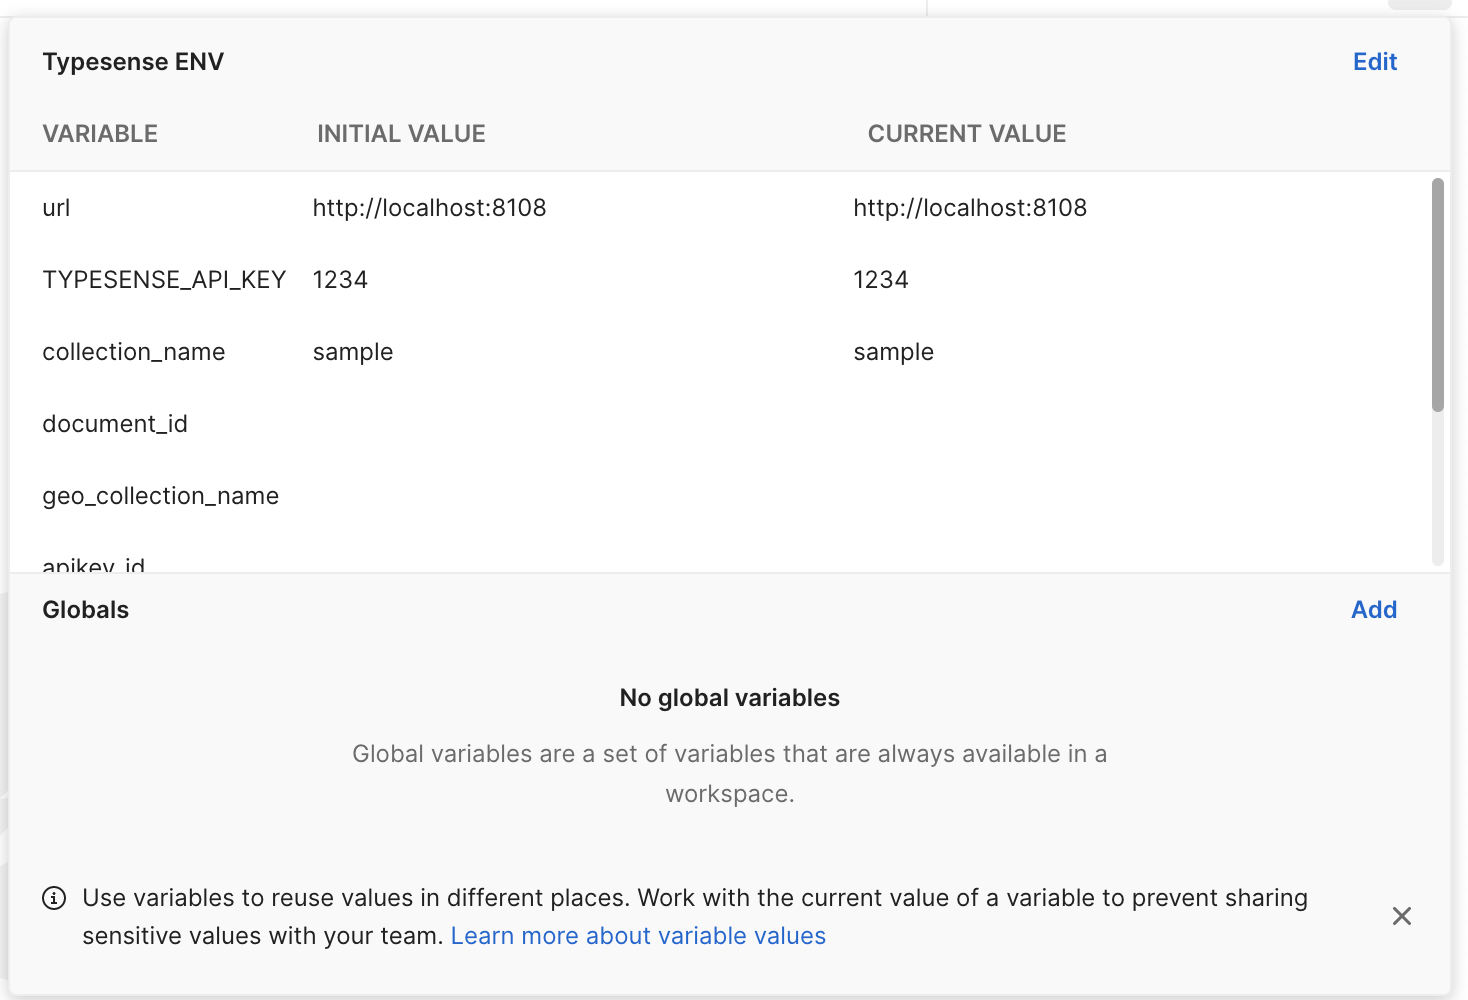 Typesense ENV Edit
VARIABLE INITIAL VALUE CURRENT VALUE
url http://localhost:8108 http://localhost:8108
TYPESENSE_API_KEY 1234 1234
collection_name sample sample
document_id
geo_collection_name
apikey_id
Globals Add
No global variables
Global variables are a set of variables that are always available in a
workspace.
Use variables to reuse values in different places. Work with the current value of a variable to prevent sharing
sensitive values with your team. Learn more about variable values